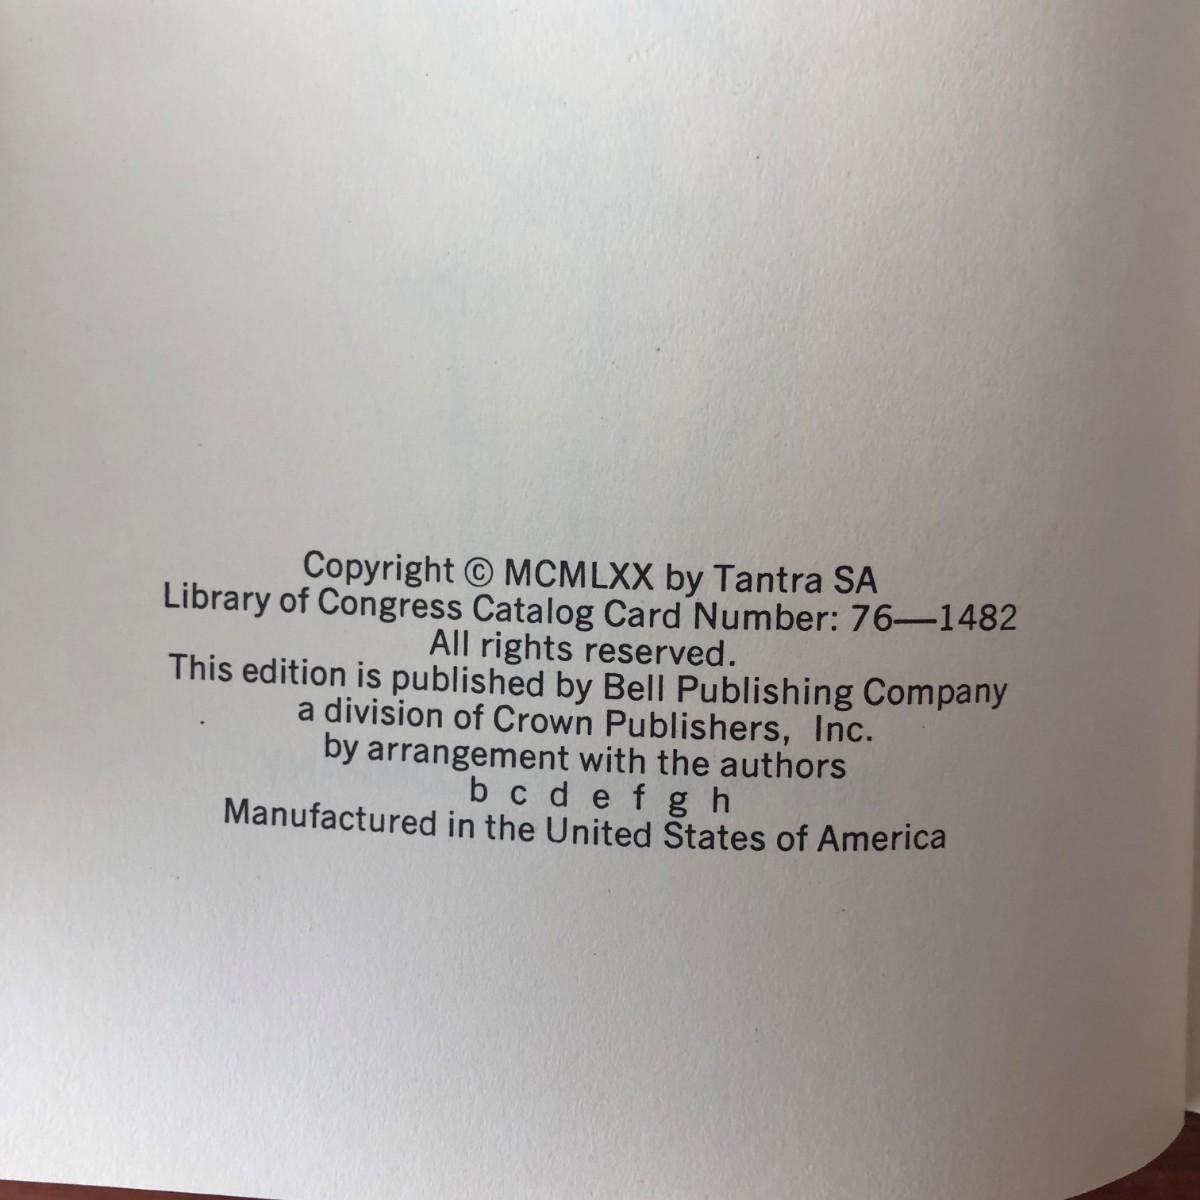 Copyright © MCMLXX by Tantra SA
Library of Congress Catalog Card Number: 76—1482
All rights reserved.
This edition is published by Bell Publishing Company
a division of Crown Publishers, Inc.
by arrangement with the authors
b c d e f g h
Manufactured in the United States of America